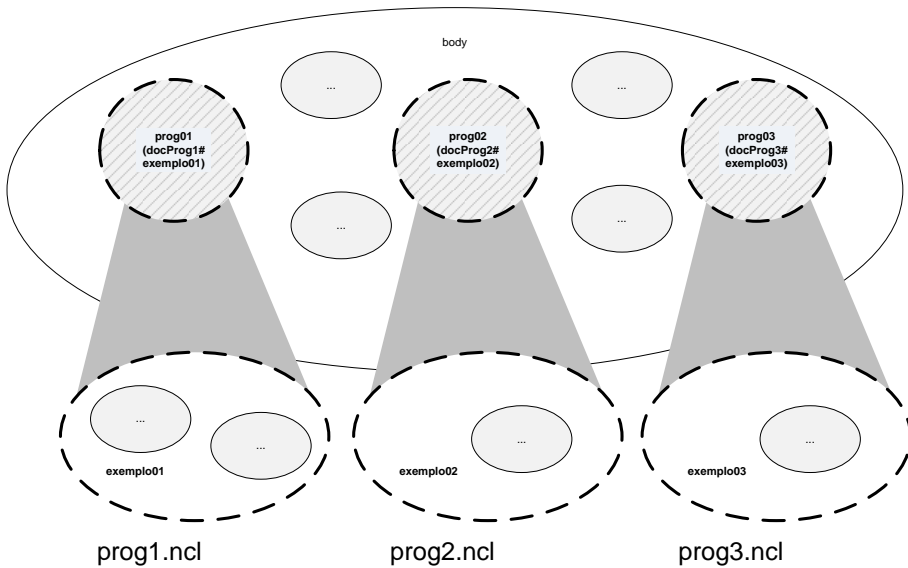 body
...
...
prog01
(docProg1#
exemplo01)
prog02
(docProg2#
exemplo02)
prog03
(docProg3#
exemplo03)
...
...
...
...
...
...
exemplo01
exemplo02
exemplo03
prog1.ncl
prog2.ncl
prog3.ncl